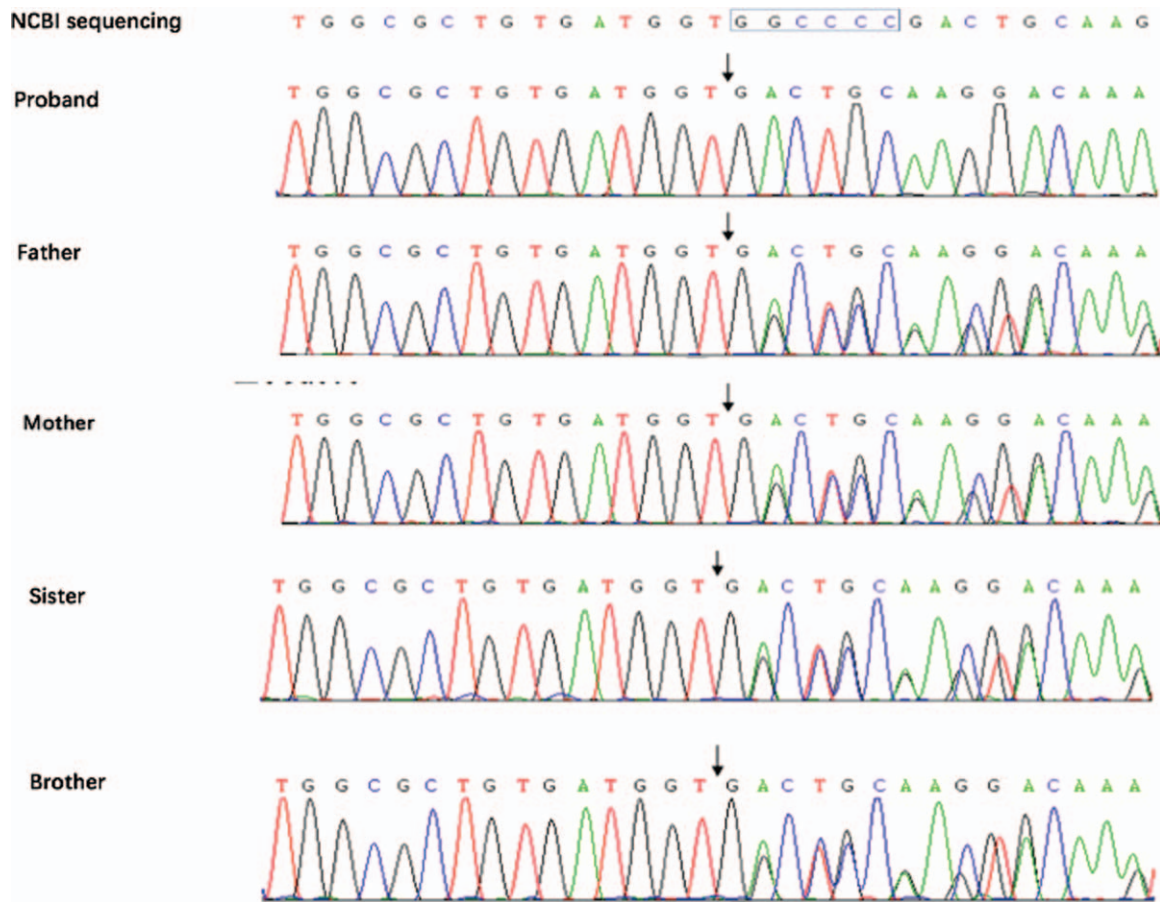 NCBI sequencing T G G C G C T G T G A T G G T G G C C C C G A C T G C A A G
Proband
T G G C G C T G T G A T G G T G A C T G C A A G G A C A A A
Father
T G G C G C T G T G A T G G T G A C T G C A A G G A C A A A
Mother
T G G C G C T G T G A T G G T G A C T G C A A G G A C A A A
Sister
T G G C G C T G T G A T G G T G A C T G C A A G G A C A A A
Brother
T G G C G C T G T G A T G G T G A C T G C A A G G A C A A A